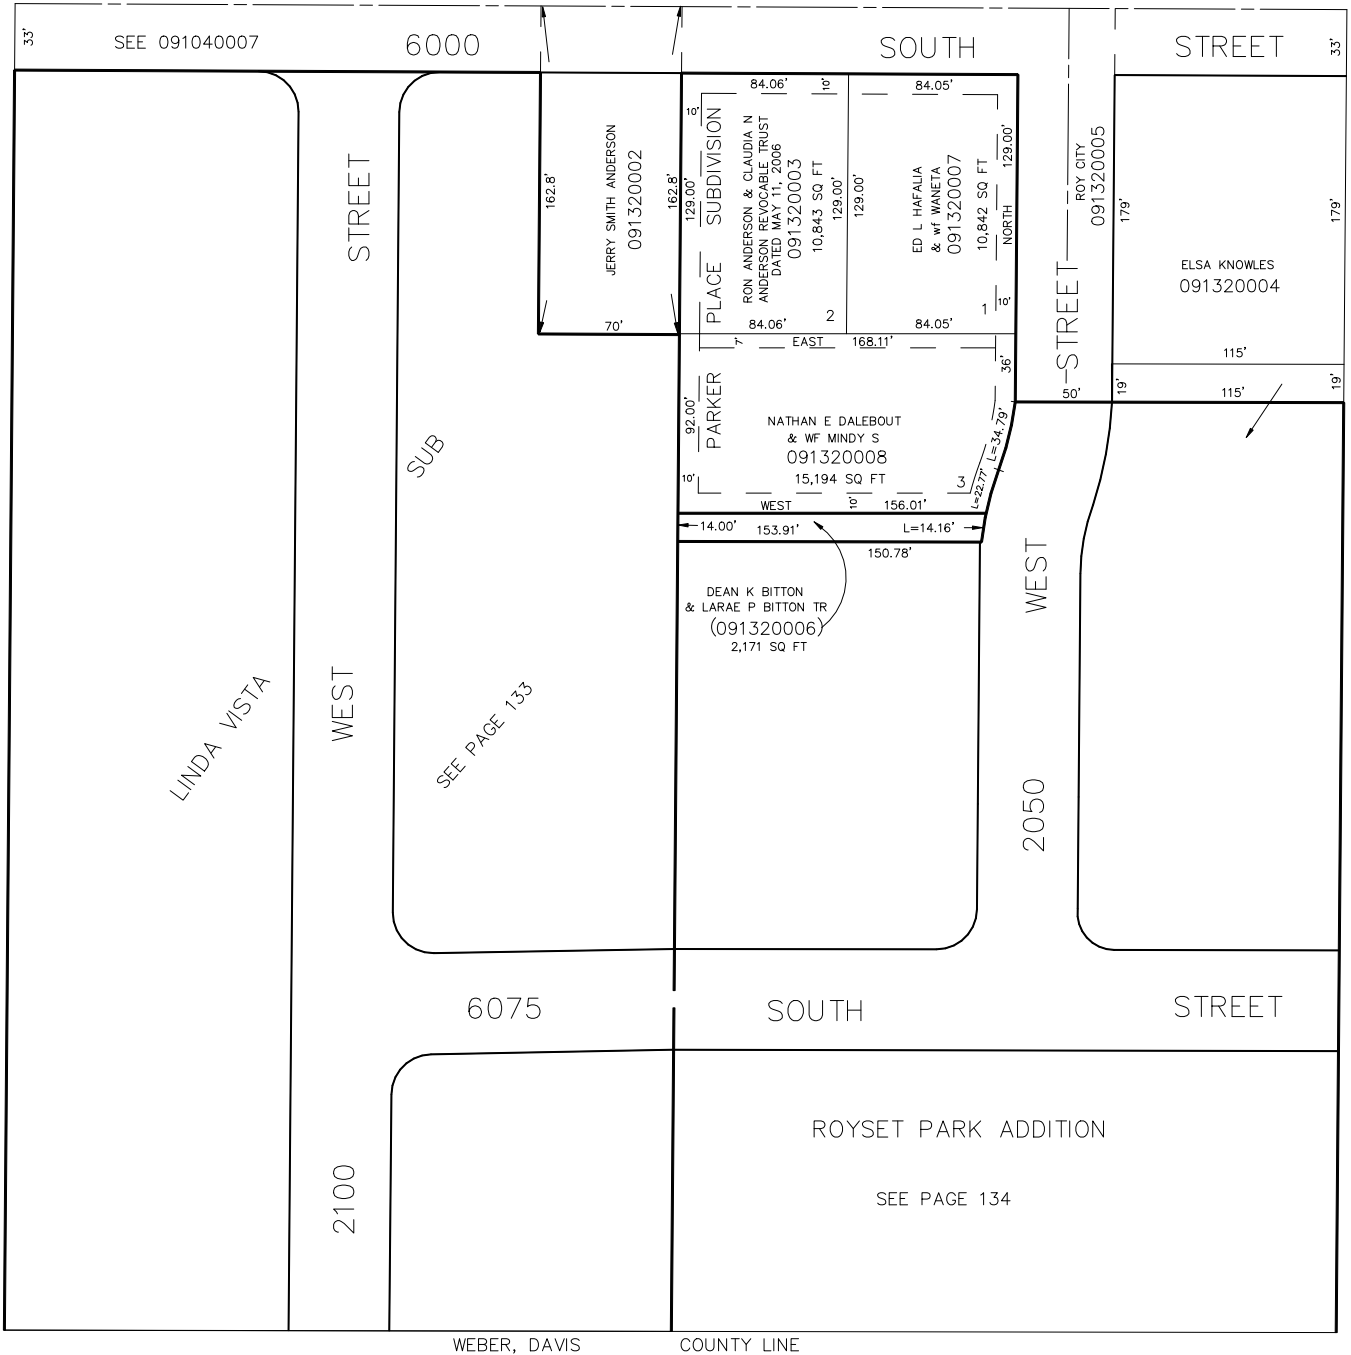 33'
SEE 091040007
6000
SOUTH
STREET
33'
84.06'
10'
84.05'
10'
STREET
162.8'
JERRY SMITH ANDERSON
091320002
162.8'
129.00'
PARKER PLACE SUBDIVISION
RON ANDERSON & CLAUDIA N
ANDERSON REVOCABLE TRUST
DATED MAY 11, 2006
091320003
10,843 SQ FT
129.00'
129.00'
ED L HAFALIA
& wf WANETA
091320007
10,842 SQ FT
NORTH
129.00'
ROY CITY
091320005
179'
179'
ELSA KNOWLES
091320004
STREET
10'
1
2
70'
84.06'
84.05'
7'
EAST
168.11'
36'
115'
19'
19'
50'
115'
92.00'
NATHAN E DALEBOUT
& WF MINDY S
091320008
15,194 SQ FT
L=34.79'
L=22.77'
10'
3
WEST
10'
156.01'
14.00'
153.91'
L=14.16'
150.78'
SUB
WEST
DEAN K BITTON
& LARAE P BITTON TR
(091320006)
2,171 SQ FT
LINDA VISTA
WEST
SEE PAGE 133
2050
6075
SOUTH
STREET
ROYSET PARK ADDITION
2100
SEE PAGE 134
WEBER, DAVIS
COUNTY LINE